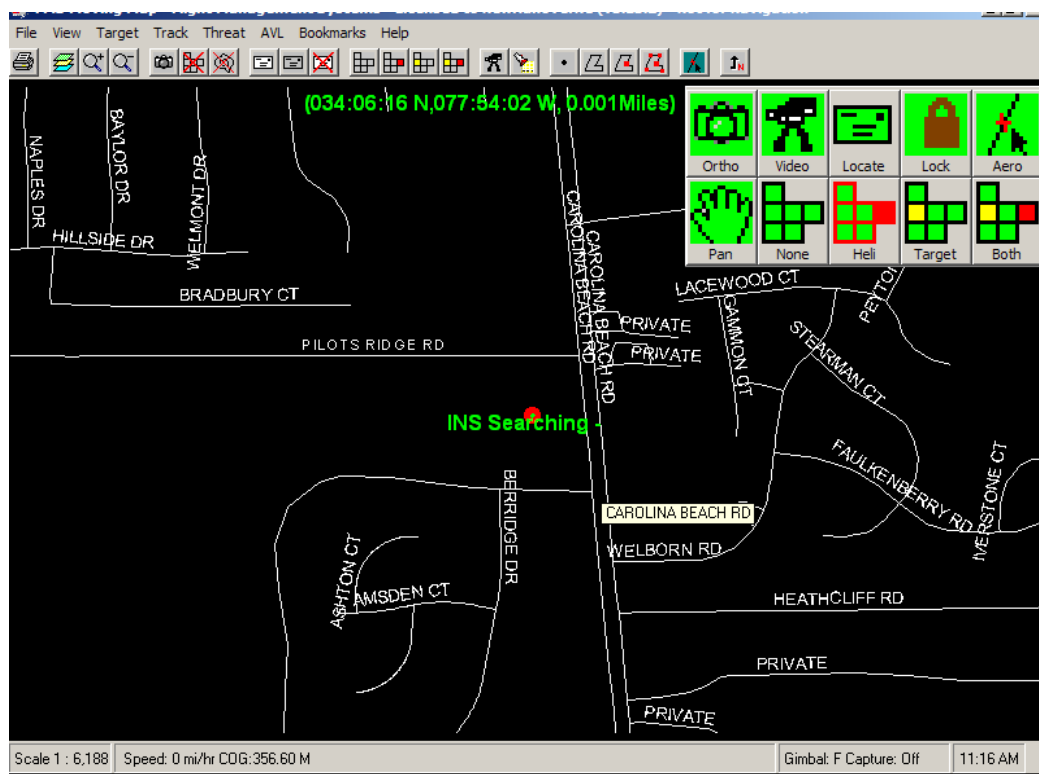 File View Target Track Threat AVL Bookmarks Help
(034:06:16 N,077:54:02 W, 0.001Miles)
Ortho Video Locate Lock Aero
Pan None Heli Target Both
NAPLES DR
BAYLOR DR
WELMONT DR
HILLSIDE DR
BRADBURY CT
PILOTS RIDGE RD
CAROLINA BEACH RD
CAROLINA BEACH RD
LACEWOOD CT
PRIVATE
PRIVATE
GAMMON CT
STEARMAN CT
INS Searching -
FAULKENBERRY RD
IVERSTONE CT
BERRIDGE DR
CAROLINA BEACH RD
WELBORN RD
ASHTON CT
AMSDEN CT
HEATHCLIFF RD
PRIVATE
PRIVATE
Scale 1 : 6,188 Speed: 0 mi/hr COG:356.60 M Gimbal: F Capture: Off 11:16 AM